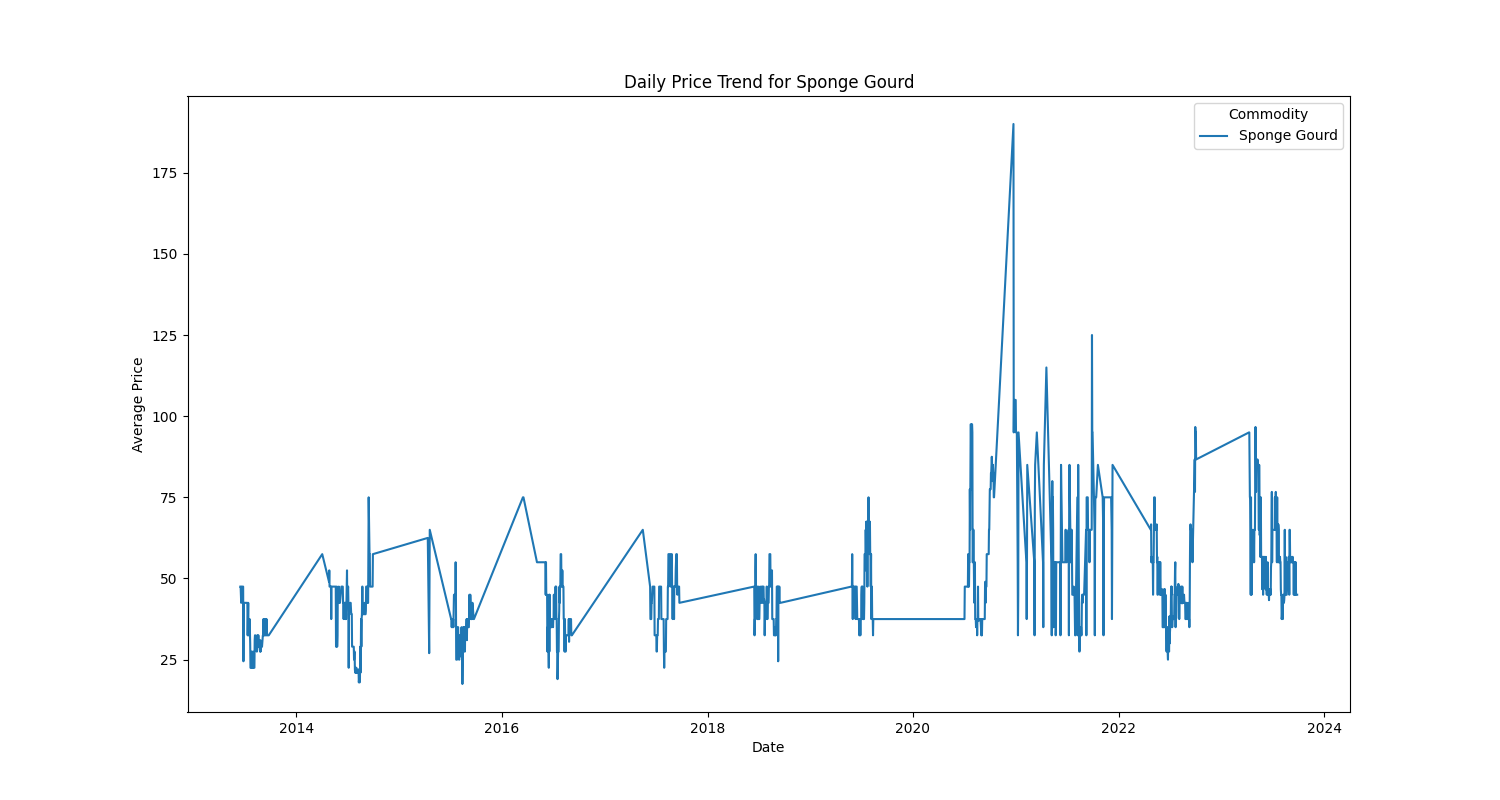 Daily Price Trend for Sponge Gourd
Commodity
Sponge Gourd
Average Price
175
150
125
100
75
50
25
2014
2016
2018
2020
2022
2024
Date